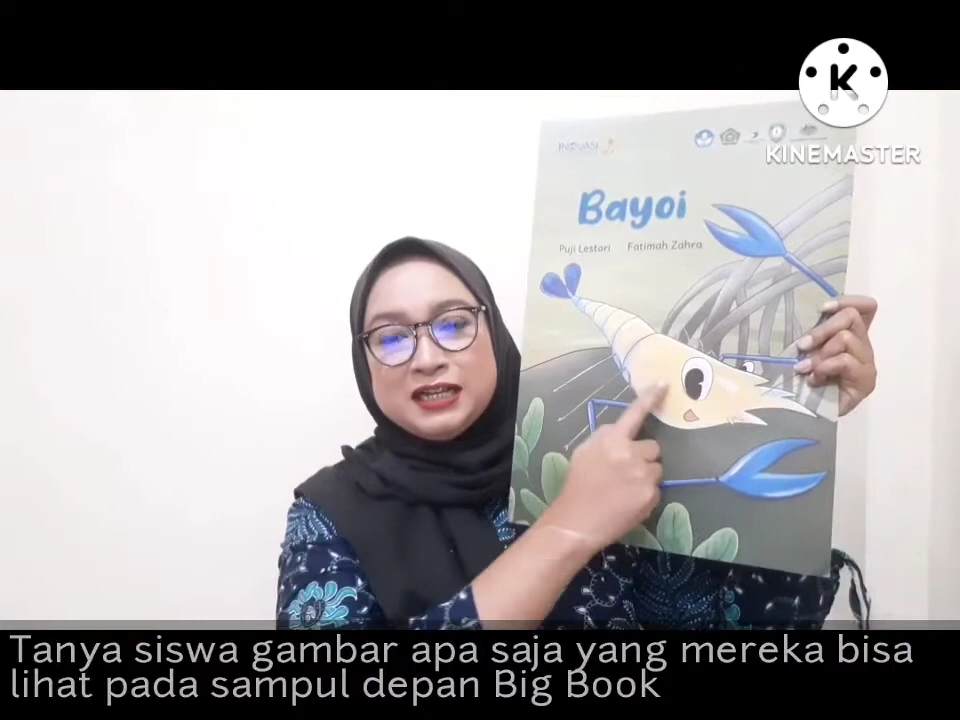 K
KINEMASTER
INOVASI
Bayoi
Puji Lestari Fatimah Zahra
Tanya siswa gambar apa saja yang mereka bisa
lihat pada sampul depan Big Book